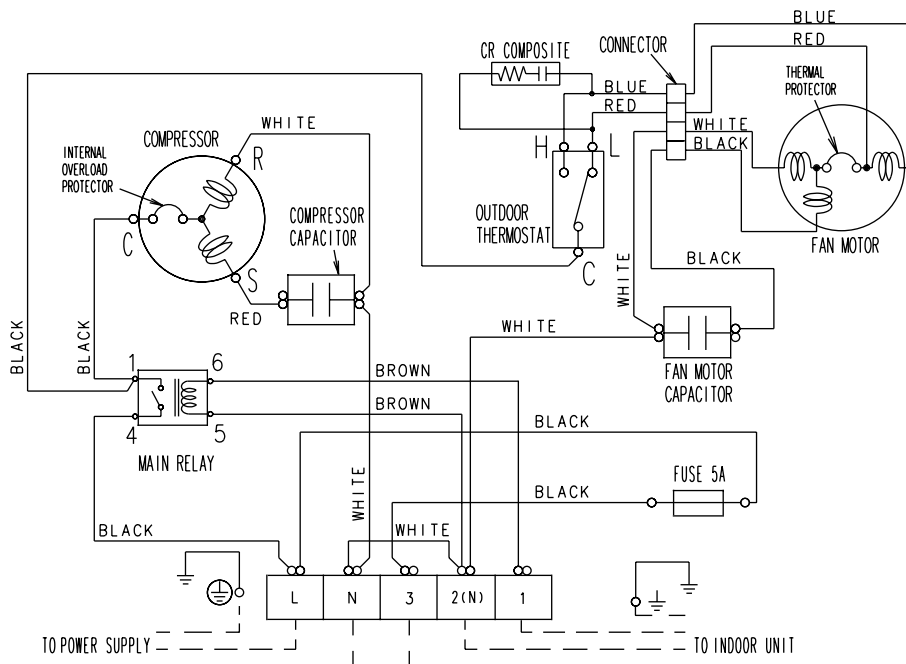 BLUE
RED
CR COMPOSITE
CONNECTOR
THERMAL
PROTECTOR
BLUE
RED
WHITE
BLACK
WHITE
COMPRESSOR
R
INTERNAL
OVERLOAD
PROTECTOR
H
L
C
COMPRESSOR
CAPACITOR
OUTDOOR
THERMOSTAT
FAN MOTOR
S
C
BLACK
WHITE
RED
WHITE
BLACK
BLACK
1
6
BROWN
FAN MOTOR
CAPACITOR
4
5
BROWN
BLACK
MAIN RELAY
FUSE 5A
WHITE
BLACK
BLACK
WHITE
L
N
3
2(N)
1
TO POWER SUPPLY
TO INDOOR UNIT